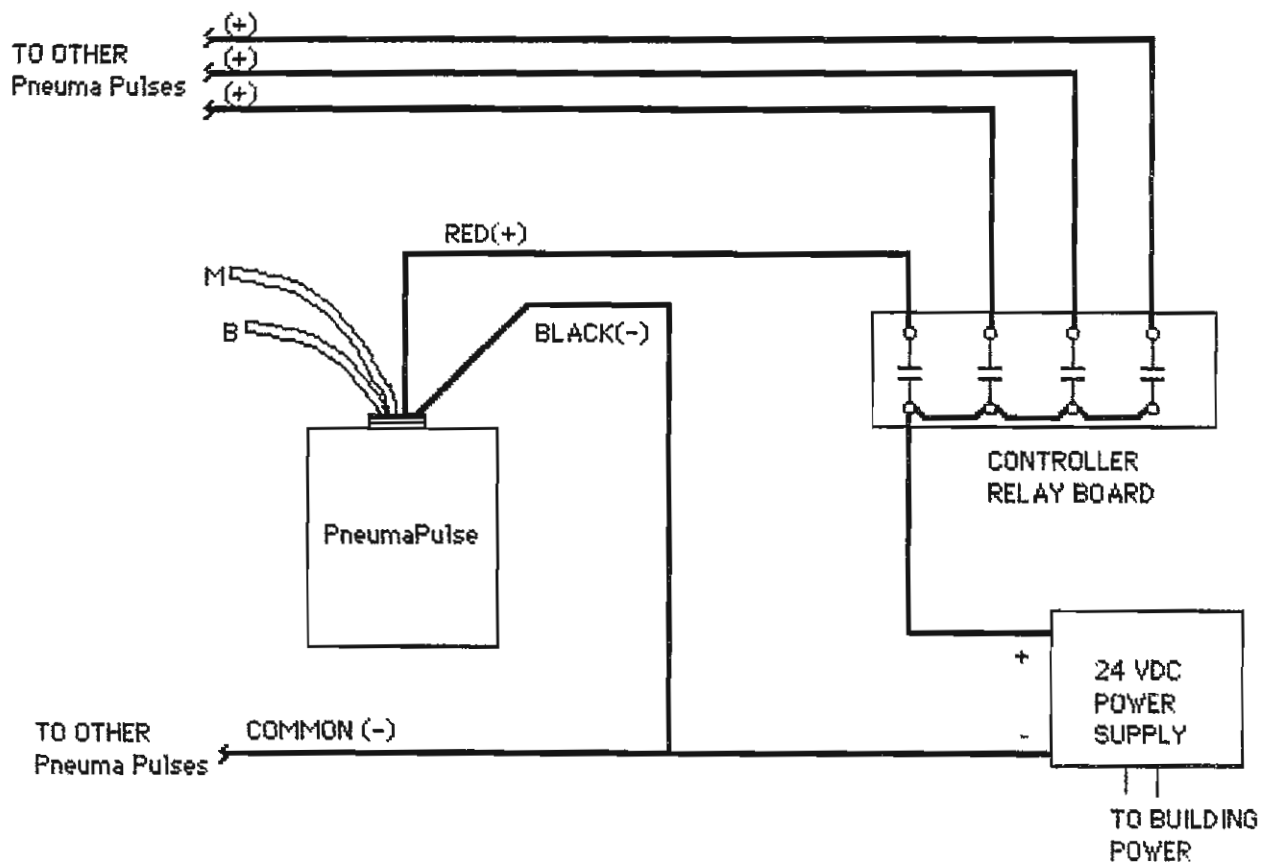 (+)
TO OTHER
Pneuma Pulses
(+)
(+)
RED(+)
M
B
BLACK(-)
CONTROLLER
RELAY BOARD
PneumaPulse
+
24 VDC
POWER
SUPPLY
-
TO OTHER
Pneuma Pulses
COMMON (-)
TO BUILDING
POWER